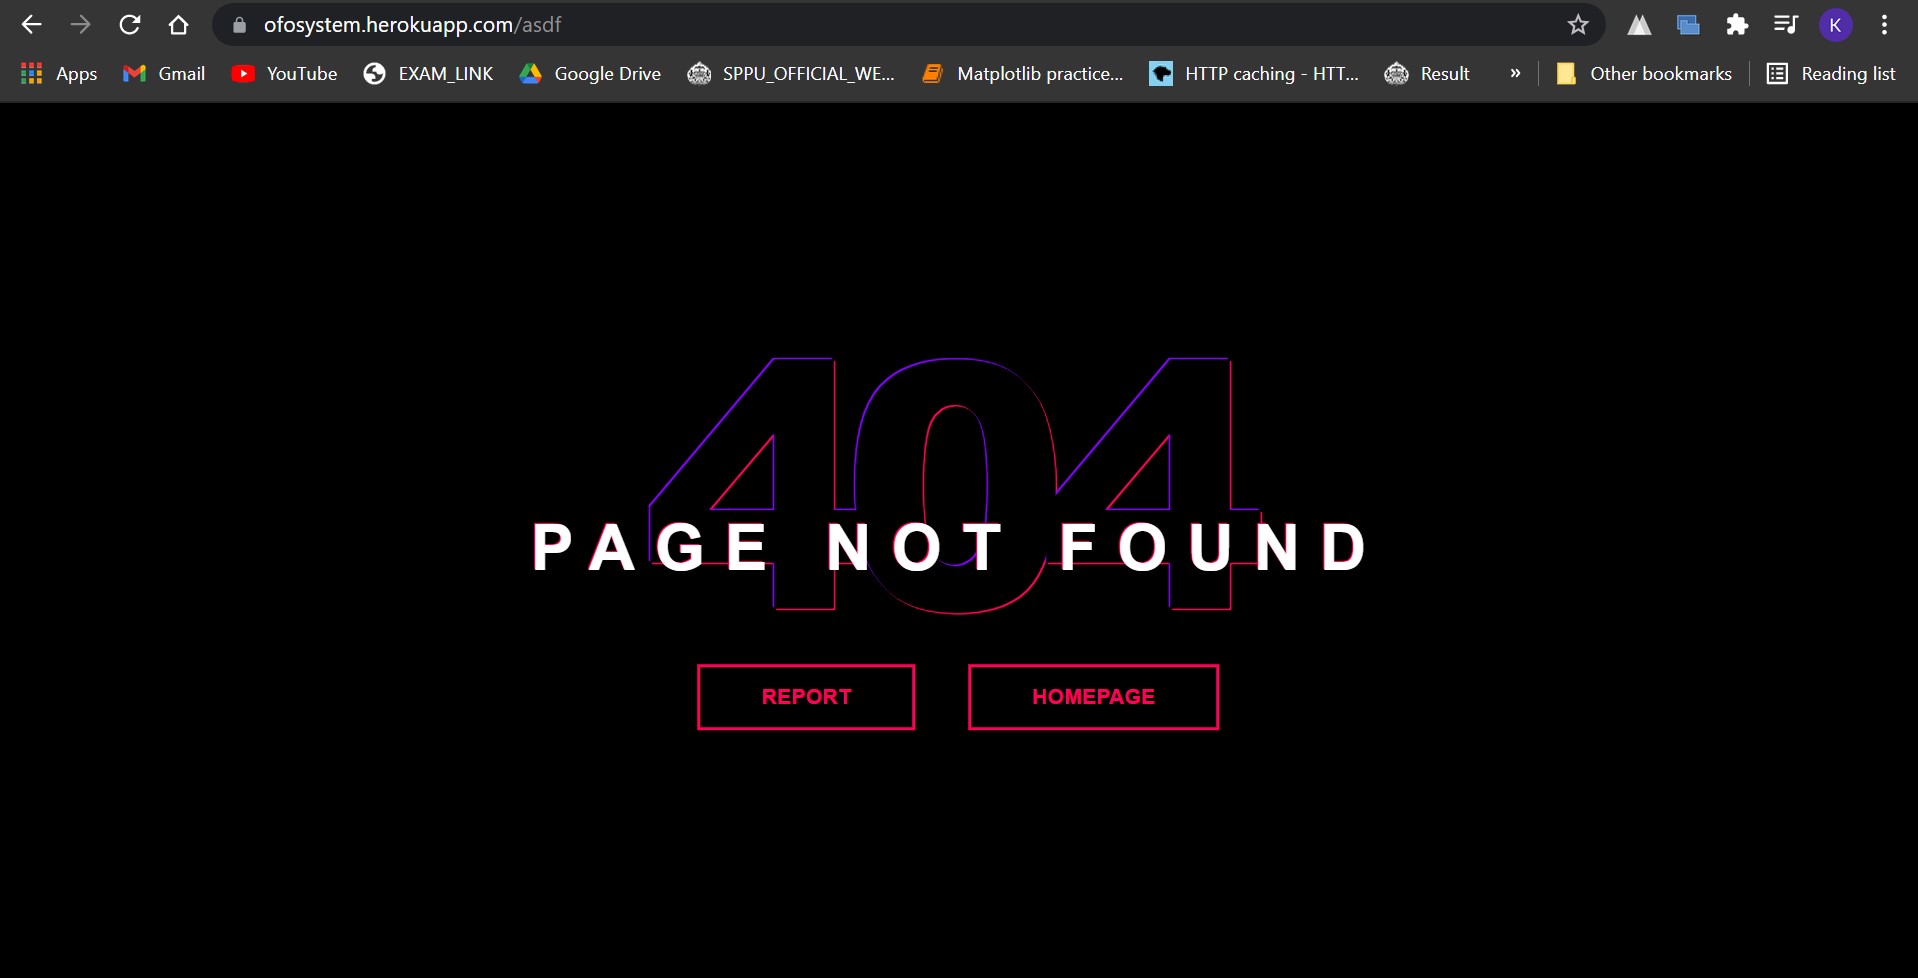 ofosystem.herokuapp.com/asdf
K
Apps Gmail YouTube EXAM_LINK Google Drive SPPU_OFFICIAL_WE... Matplotlib practice... HTTP caching - HTT... Result » Other bookmarks Reading list
404
PAGE NOT FOUND
REPORT HOMEPAGE